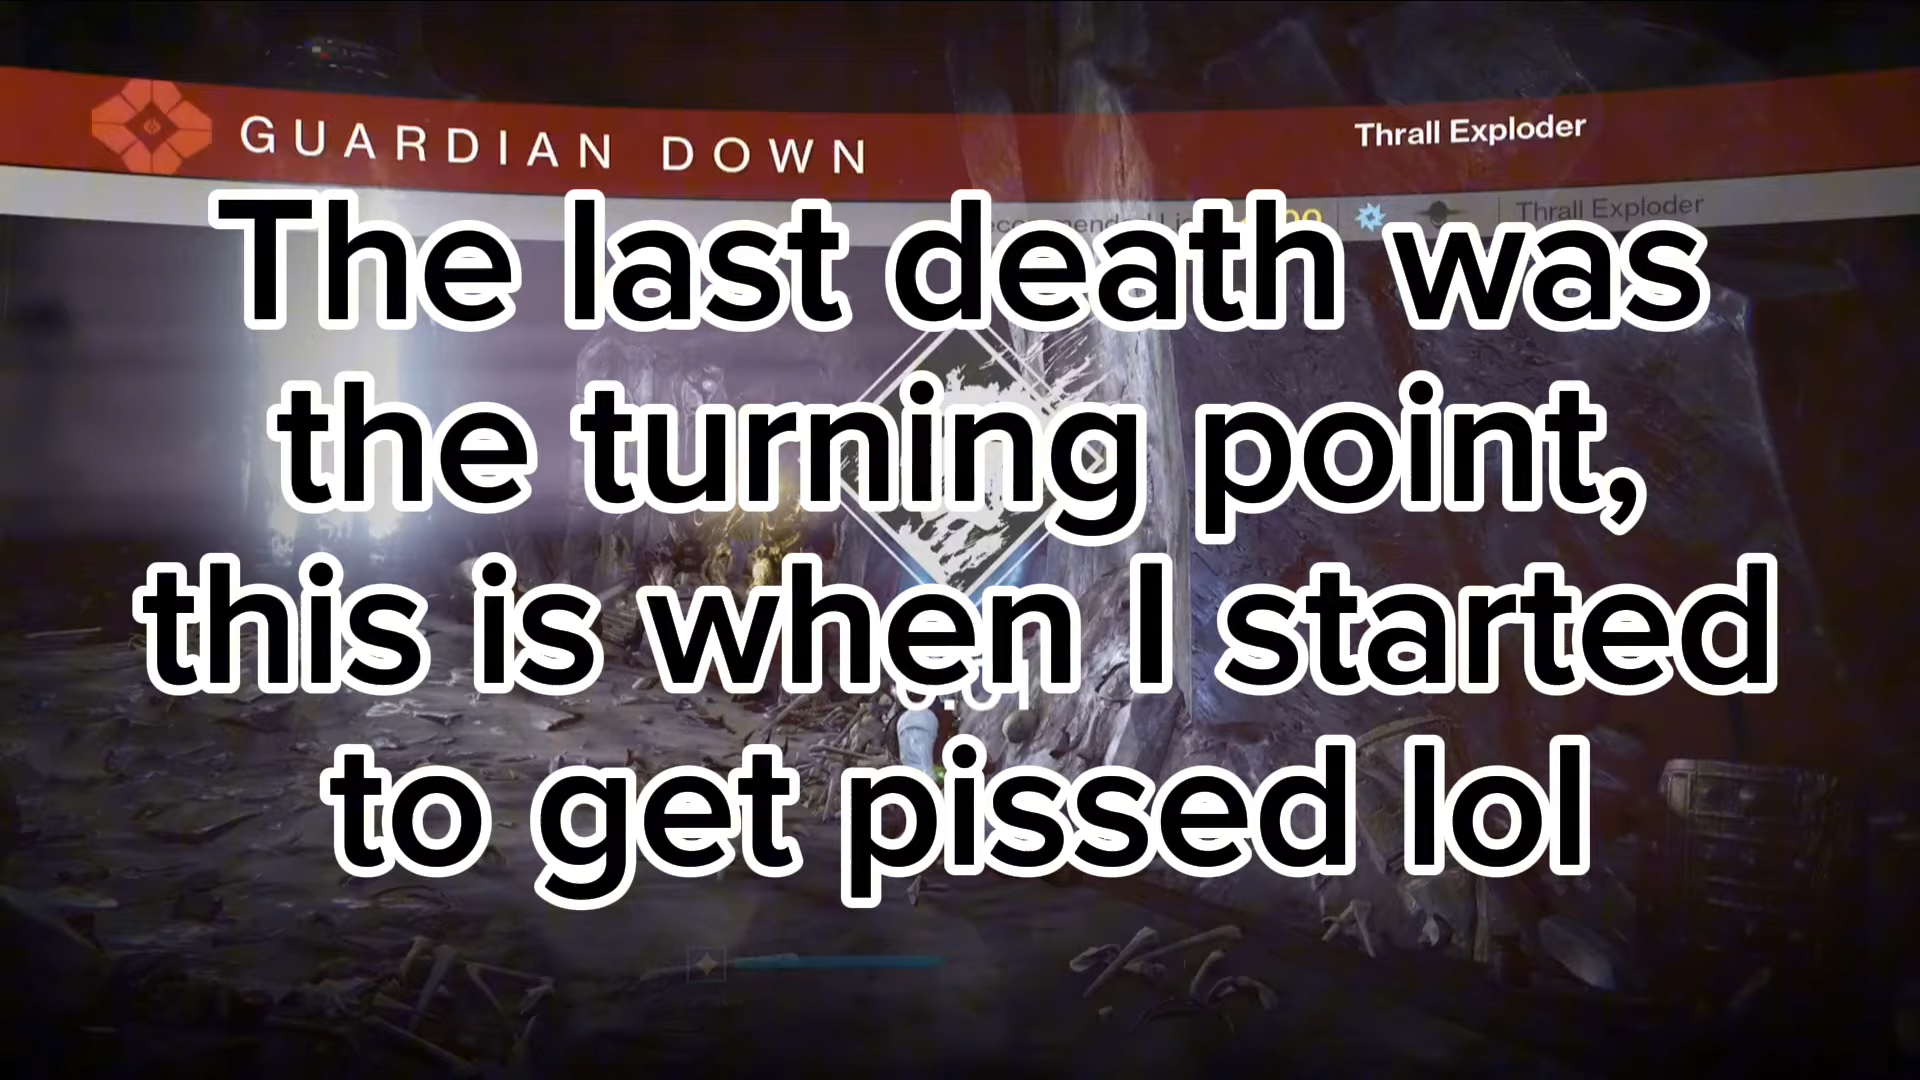 GUARDIAN DOWN
Thrall Exploder
Thrall Exploder
The last death was
the turning point,
this is when I started
to get pissed lol